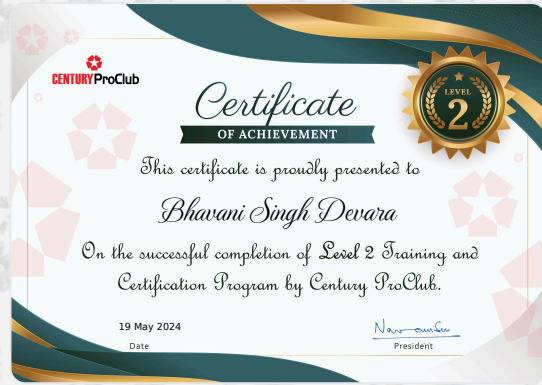 CENTURY ProClub
Certificate
OF ACHIEVEMENT
LEVEL
2
This certificate is proudly presented to
Bhavani Singh Devara
On the successful completion of Level 2 Training and
Certification Program by Century ProClub.
19 May 2024
Date
President